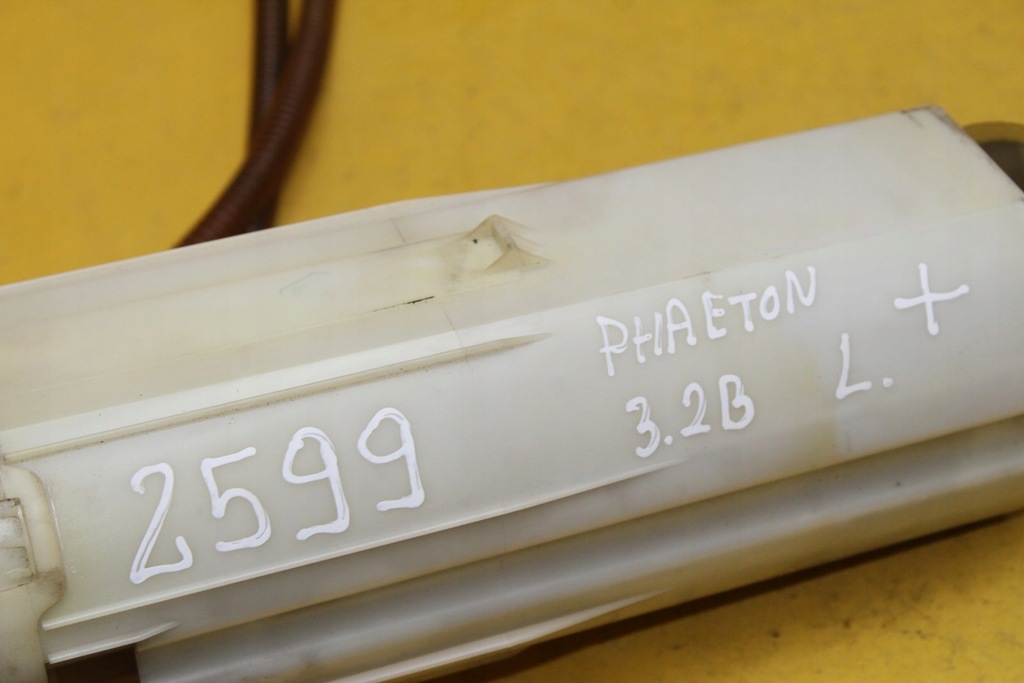 PHAETON +
3.2B L.
2599